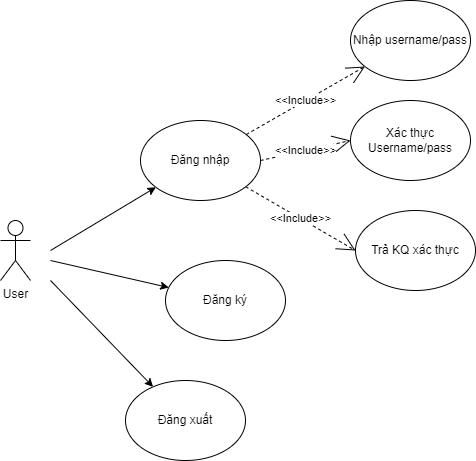 Nhập username/pass
<<Include>>
Xác thực
Username/pass
<<Include>>
Đăng nhập
<<Include>>
Trả KQ xác thực
User
Đăng ký
Đăng xuất